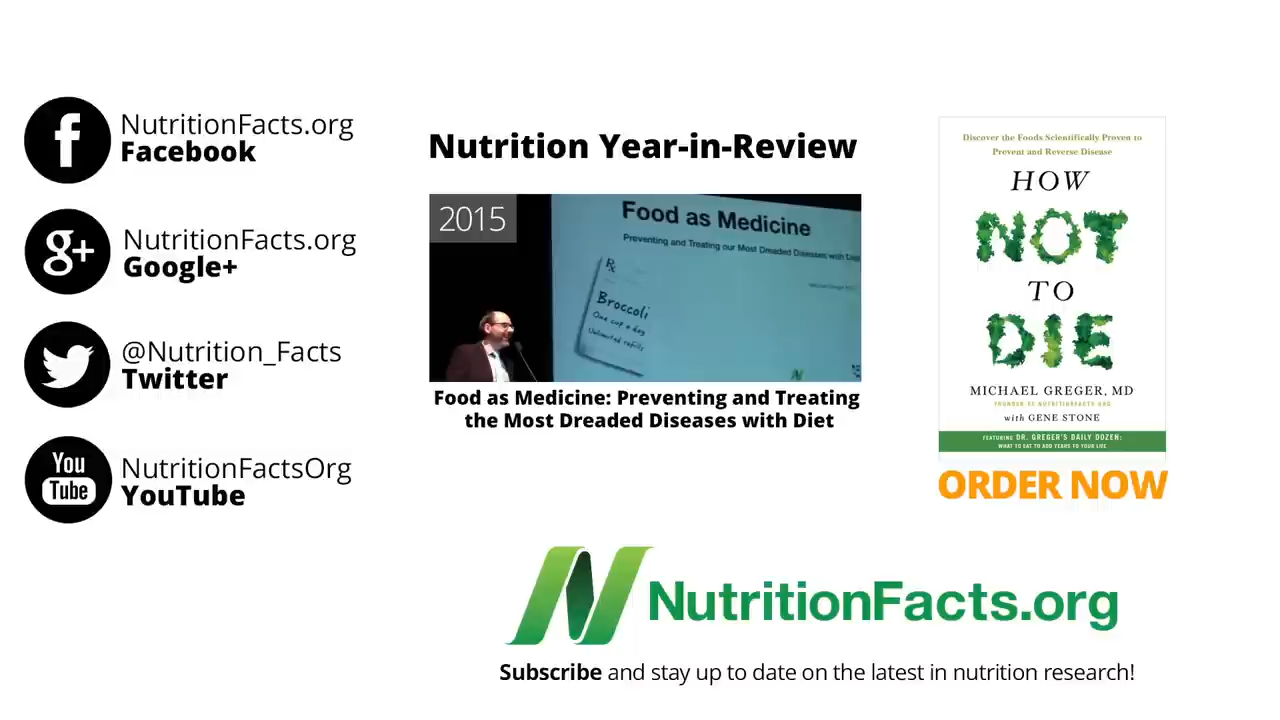 NutritionFacts.org
Facebook
g+
NutritionFacts.org
Google+
@Nutrition_Facts
Twitter
You
Tube
NutritionFactsOrg
YouTube
Nutrition Year-in-Review
2015
Food as Medicine
Preventing and Treating our Most Dreaded Diseases with
Broccoli
One cup a day
Unlimited refills
Food as Medicine: Preventing and Treating
the Most Dreaded Diseases with Diet
Discover the Foods Scientifically Proven to
Prevent and Reverse Disease
HOW
NOT
TO
DIE
MICHAEL GREGER, MD
FOUNDER OF NUTRITIONFACTS.ORG
with GENE STONE
FEATURING DR. GREGER'S DAILY DOZEN:
WHAT TO EAT TO ADD YEARS TO YOUR LIFE
ORDER NOW
NutritionFacts.org
Subscribe and stay up to date on the latest in nutrition research!